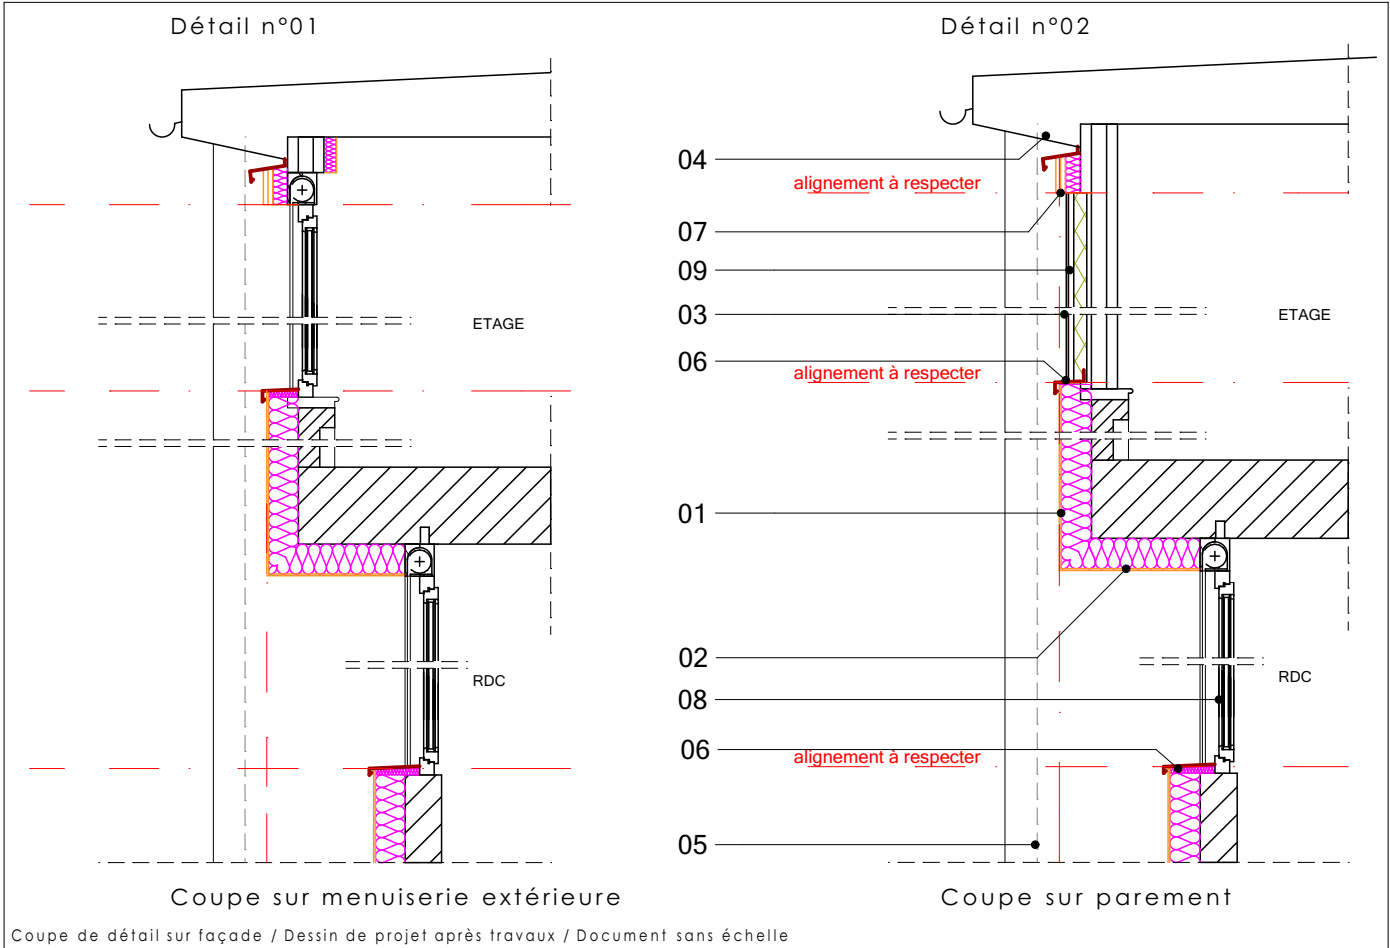 Détail n°01
Détail n°02
04
alignement à respecter
07
09
03
ETAGE
ETAGE
06
alignement à respecter
01
02
RDC
RDC
08
06
alignement à respecter
05
Coupe sur menuiserie extérieure
Coupe sur parement
Coupe de détail sur façade / Dessin de projet après travaux / Document sans échelle